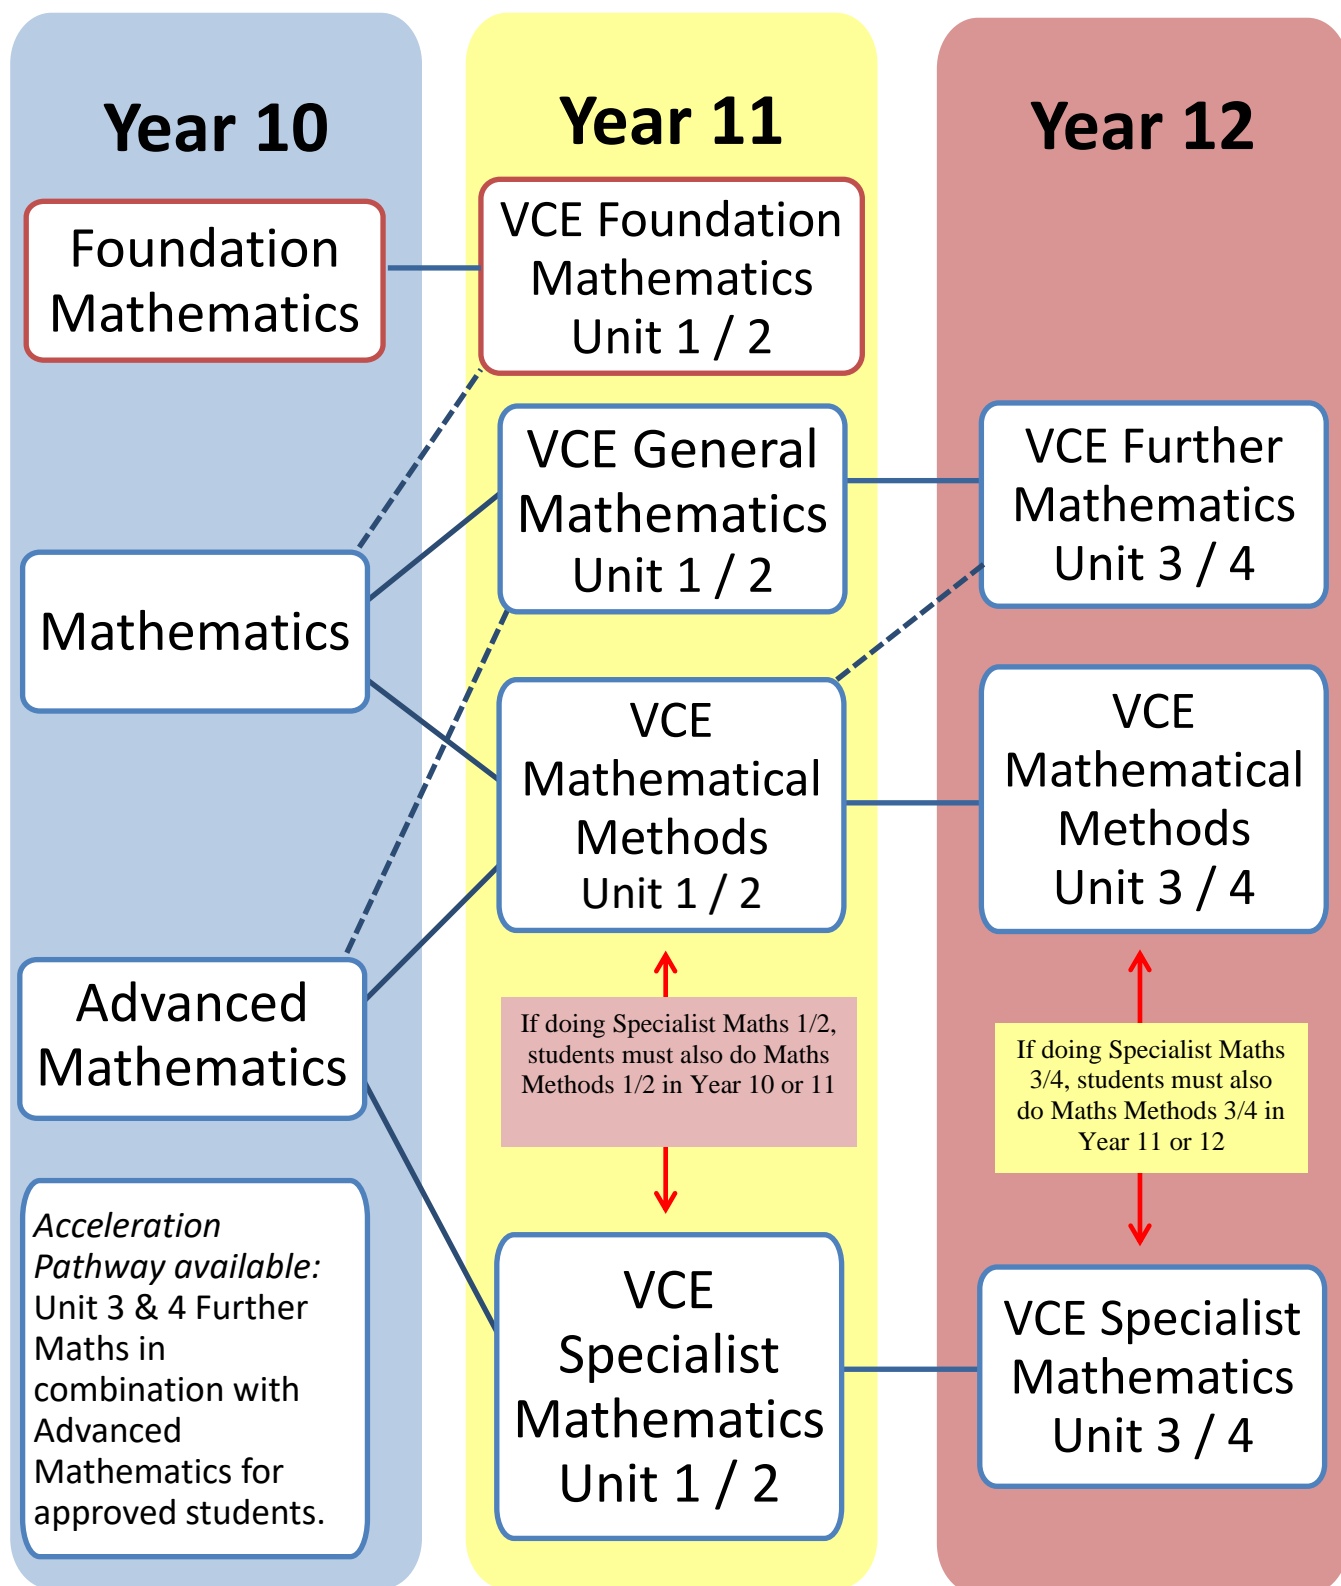 Year 10
Foundation
Mathematics
Mathematics
Advanced
Mathematics
Acceleration
Pathway available:
Unit 3 & 4 Further
Maths in
combination with
Advanced
Mathematics for
approved students.
Year 11
VCE Foundation
Mathematics
Unit 1 / 2
VCE General
Mathematics
Unit 1 / 2
VCE
Mathematical
Methods
Unit 1 / 2
If doing Specialist Maths 1/2,
students must also do Maths
Methods 1/2 in Year 10 or 11
VCE
Specialist
Mathematics
Unit 1 / 2
Year 12
VCE Further
Mathematics
Unit 3 / 4
VCE
Mathematical
Methods
Unit 3 / 4
If doing Specialist Maths
3/4, students must also
do Maths Methods 3/4 in
Year 11 or 12
VCE Specialist
Mathematics
Unit 3 / 4